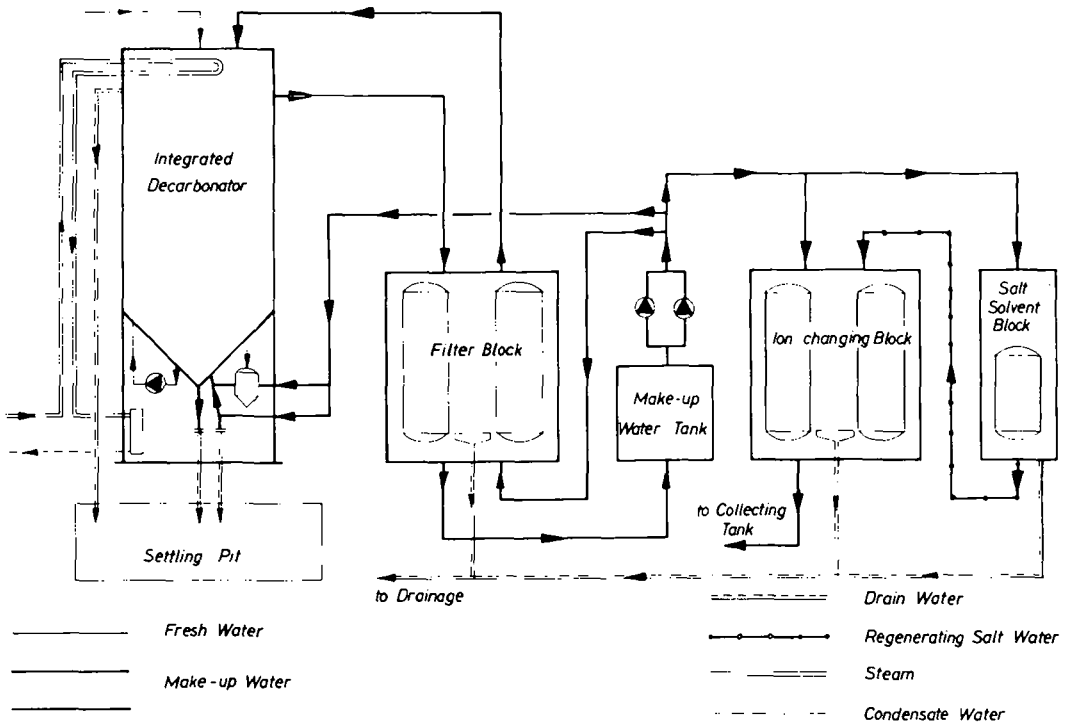 Integrated
Decarbonator
Filter Block
Make-up
Water Tank
Ion changing Block
Salt
Solvent
Block
to Collecting
Tank
Settling Pit
to Drainage
Fresh Water
Make-up Water
Drain Water
Regenerating Salt Water
Steam
Condensate Water